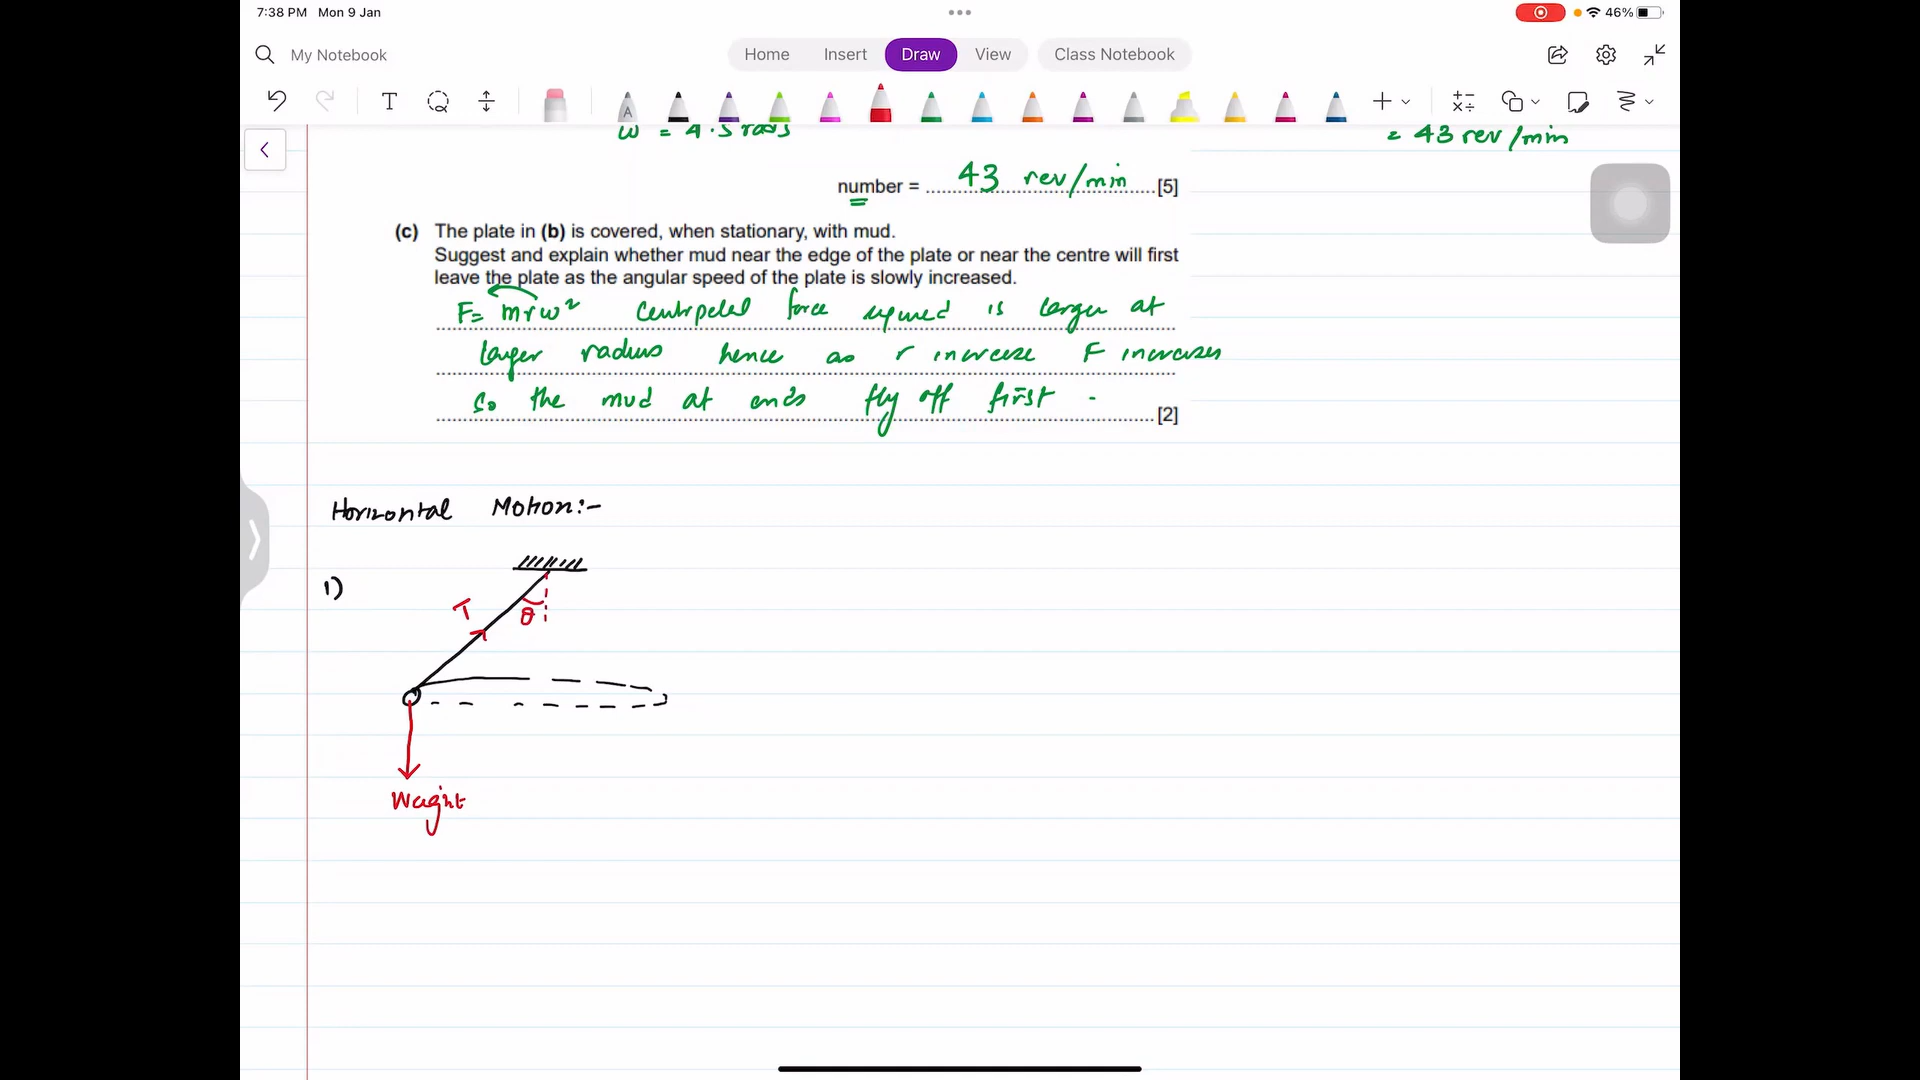 7:38 PM Mon 9 Jan
46%
My Notebook
Home Insert Draw View Class Notebook
T
A
ω = 4.5 rads
= 43 rev/min
number = 43 rev/min [5]
(c) The plate in (b) is covered, when stationary, with mud.
Suggest and explain whether mud near the edge of the plate or near the centre will first
leave the plate as the angular speed of the plate is slowly increased.
F= mrω² Centrpetal force required is larger at
larger radius hence as r increase F increases
So the mud at ends fly off first .
[2]
Horizontal Motion:-
1)
T
θ
Weight